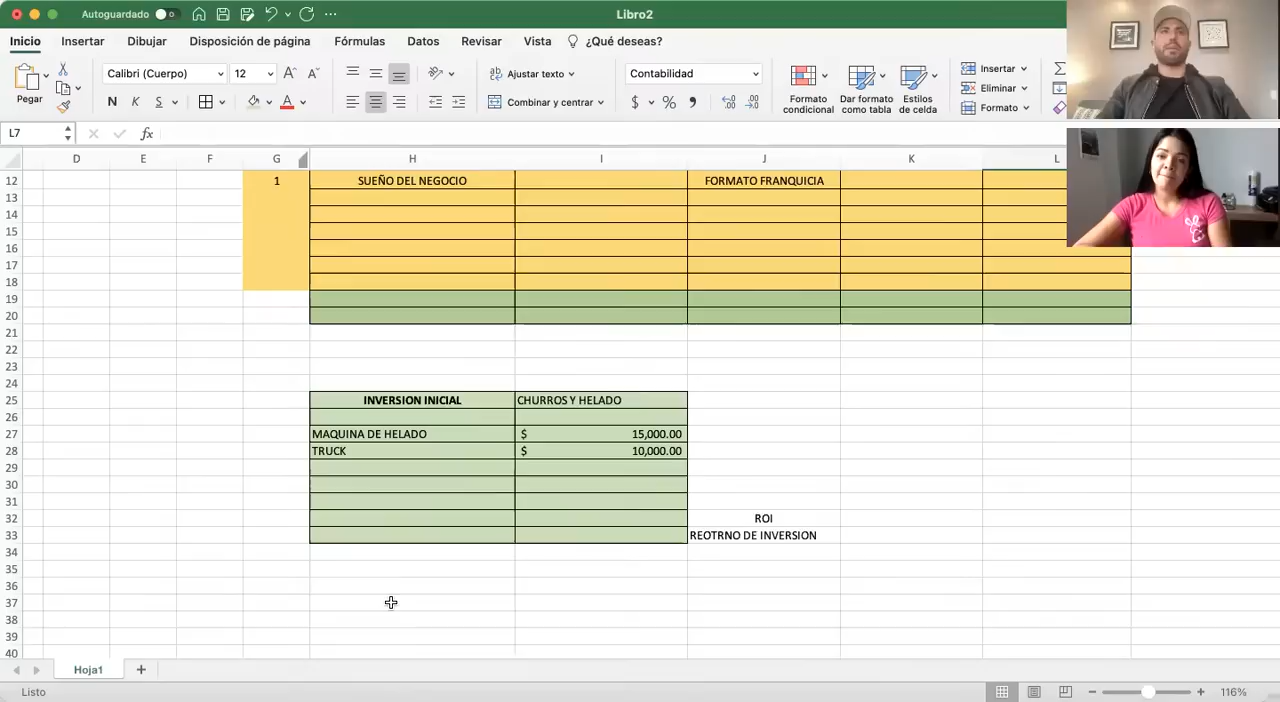 Autoguardado
Libro2
Inicio Insertar Dibujar Disposición de página Fórmulas Datos Revisar Vista ¿Qué deseas?
Pegar
Calibri (Cuerpo) 12
N K S
Ajustar texto
Combinar y centrar
Contabilidad
$ %
Formato condicional
Dar formato como tabla
Estilos de celda
Insertar
Eliminar
Formato
L7 fx
D E F G H I J K L
12 1 SUEÑO DEL NEGOCIO FORMATO FRANQUICIA
13
14
15
16
17
18
19
20
21
22
23
24
25 INVERSION INICIAL CHURROS Y HELADO
26
27 MAQUINA DE HELADO $ 15,000.00
28 TRUCK $ 10,000.00
29
30
31
32 ROI
33 REOTRNO DE INVERSION
34
35
36
37
38
39
40
Hoja1
Listo 116%